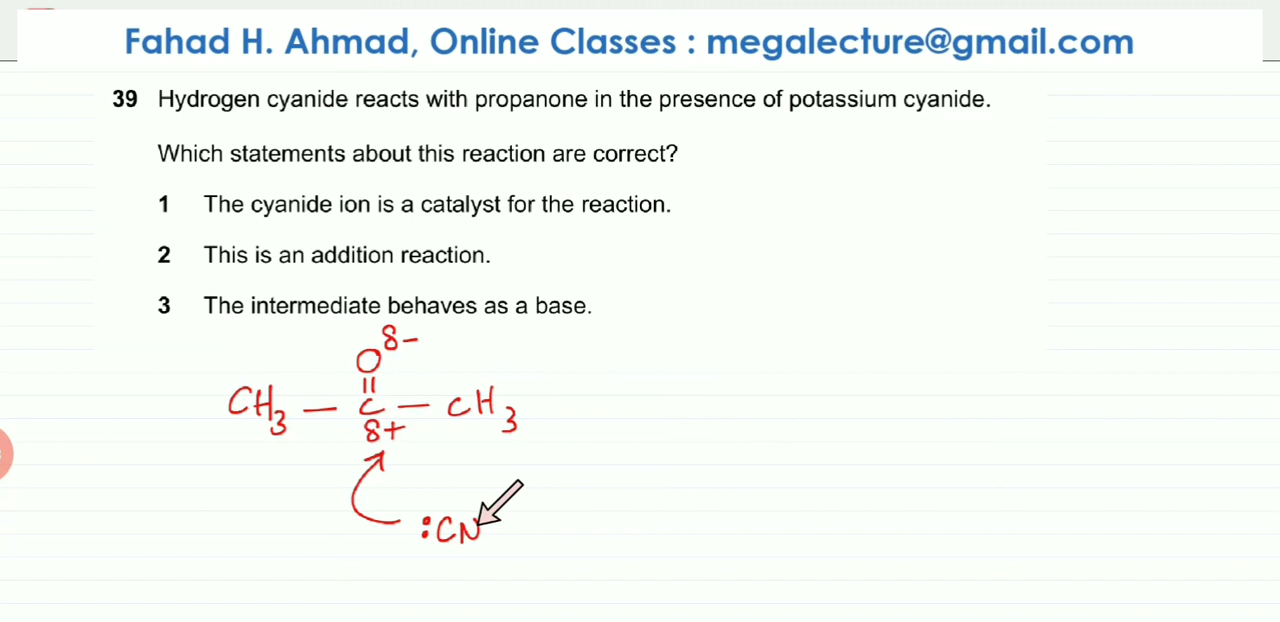 Fahad H. Ahmad, Online Classes : megalecture@gmail.com
39 Hydrogen cyanide reacts with propanone in the presence of potassium cyanide.
Which statements about this reaction are correct?
1 The cyanide ion is a catalyst for the reaction.
2 This is an addition reaction.
3 The intermediate behaves as a base.
δ−
O
CH3 — C — CH3
δ+
:CN